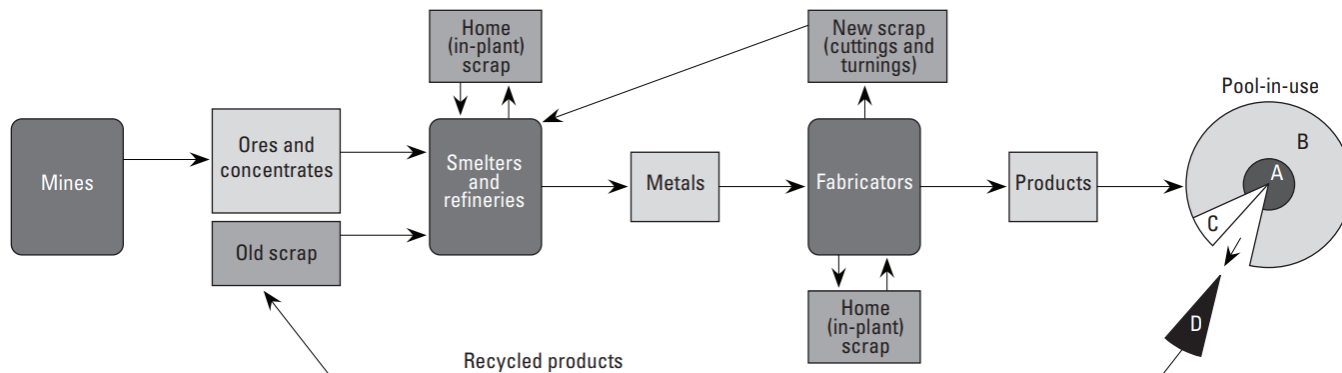 Home
(in-plant)
scrap
New scrap
(cuttings and
turnings)
Pool-in-use
Mines
Ores and
concentrates
Old scrap
Smelters
and
refineries
Metals
Fabricators
Products
A
B
C
D
Home
(in-plant)
scrap
Recycled products